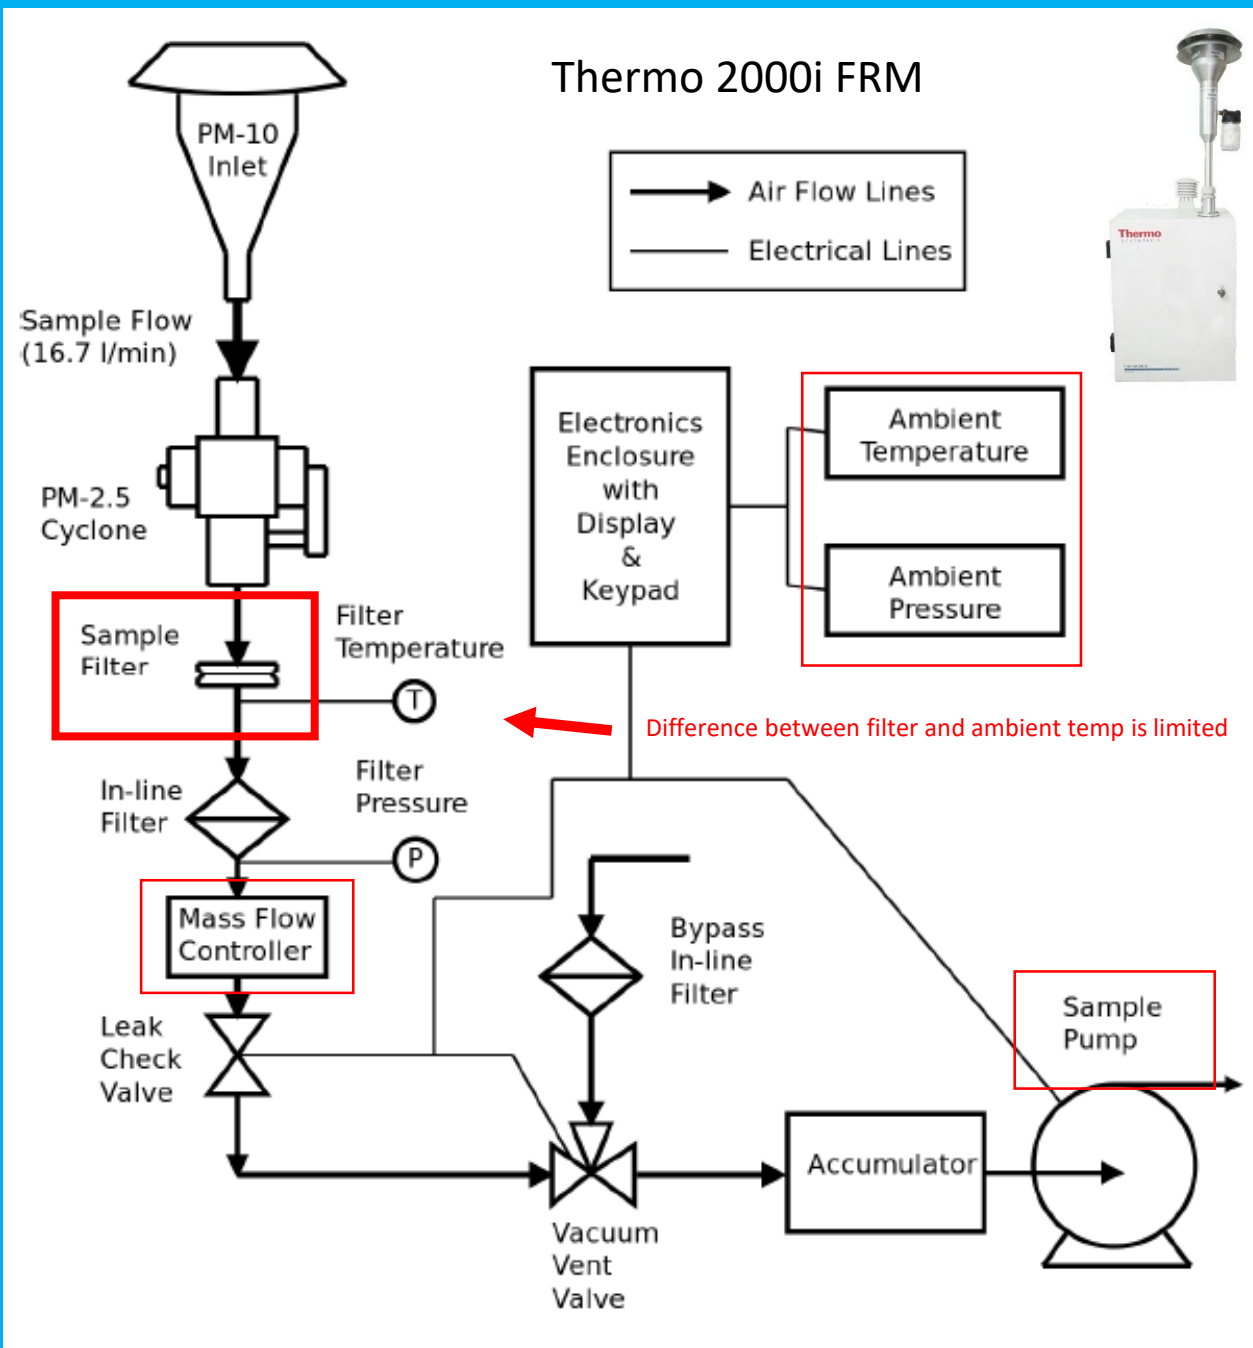 Thermo 2000i FRM
PM-10
Inlet
Air Flow Lines
Electrical Lines
Thermo
Sample Flow
(16.7 l/min)
Electronics
Enclosure
with
Display
&
Keypad
Ambient
Temperature
Ambient
Pressure
PM-2.5
Cyclone
Sample
Filter
Filter
Temperature
T
Difference between filter and ambient temp is limited
In-line
Filter
Filter
Pressure
P
Mass Flow
Controller
Bypass
In-line
Filter
Sample
Pump
Leak
Check
Valve
Accumulator
Vacuum
Vent
Valve